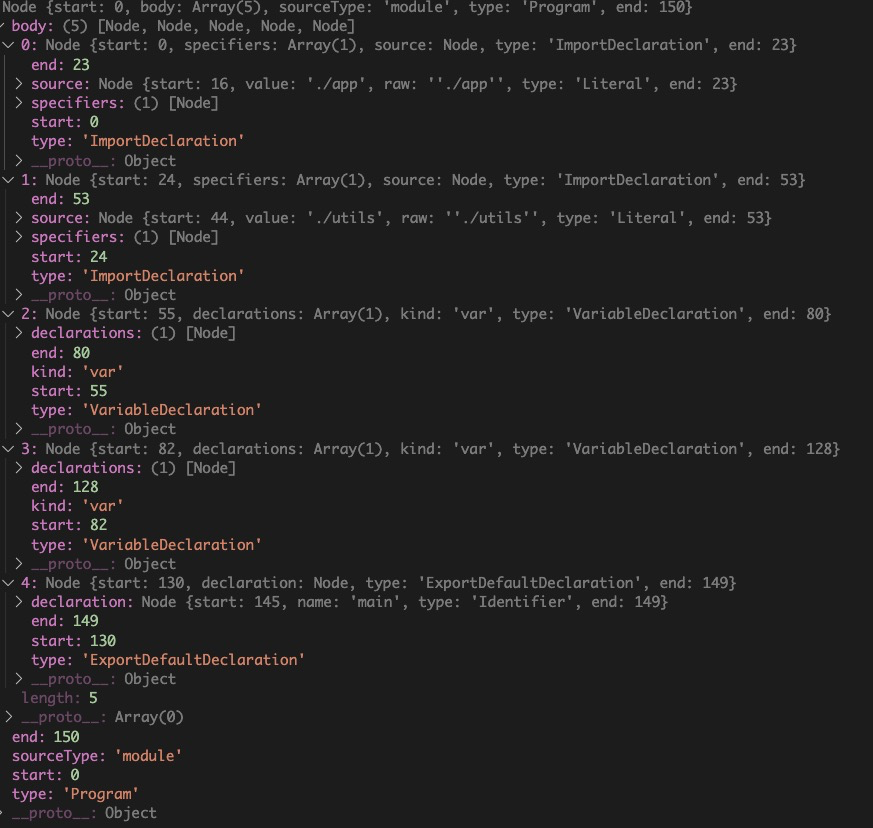 Node {start: 0, body: Array(5), sourceType: 'module', type: 'Program', end: 150}
body: (5) [Node, Node, Node, Node, Node]
0: Node {start: 0, specifiers: Array(1), source: Node, type: 'ImportDeclaration', end: 23}
end: 23
source: Node {start: 16, value: './app', raw: ''./app'', type: 'Literal', end: 23}
specifiers: (1) [Node]
start: 0
type: 'ImportDeclaration'
__proto__: Object
1: Node {start: 24, specifiers: Array(1), source: Node, type: 'ImportDeclaration', end: 53}
end: 53
source: Node {start: 44, value: './utils', raw: ''./utils'', type: 'Literal', end: 53}
specifiers: (1) [Node]
start: 24
type: 'ImportDeclaration'
__proto__: Object
2: Node {start: 55, declarations: Array(1), kind: 'var', type: 'VariableDeclaration', end: 80}
declarations: (1) [Node]
end: 80
kind: 'var'
start: 55
type: 'VariableDeclaration'
__proto__: Object
3: Node {start: 82, declarations: Array(1), kind: 'var', type: 'VariableDeclaration', end: 128}
declarations: (1) [Node]
end: 128
kind: 'var'
start: 82
type: 'VariableDeclaration'
__proto__: Object
4: Node {start: 130, declaration: Node, type: 'ExportDefaultDeclaration', end: 149}
declaration: Node {start: 145, name: 'main', type: 'Identifier', end: 149}
end: 149
start: 130
type: 'ExportDefaultDeclaration'
__proto__: Object
length: 5
__proto__: Array(0)
end: 150
sourceType: 'module'
start: 0
type: 'Program'
__proto__: Object